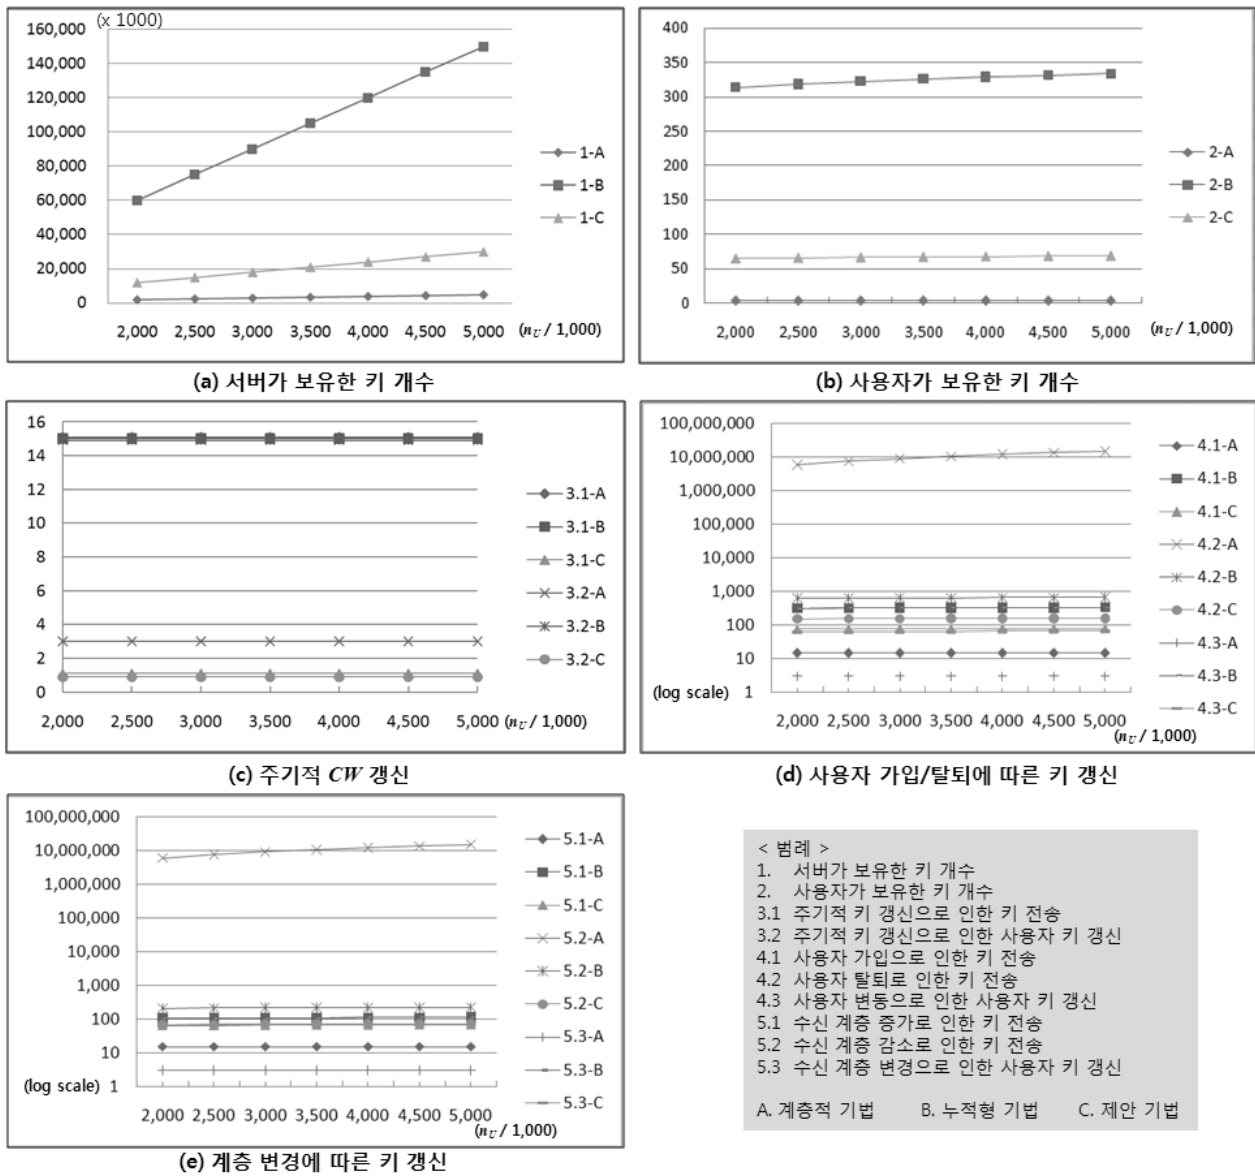 (x 1000)
160,000
140,000
120,000
100,000
80,000
60,000
40,000
20,000
0
2,000 2,500 3,000 3,500 4,000 4,500 5,000 (n_U / 1,000)
1-A
1-B
1-C
(a) 서버가 보유한 키 개수
400
350
300
250
200
150
100
50
0
2,000 2,500 3,000 3,500 4,000 4,500 5,000 (n_U / 1,000)
2-A
2-B
2-C
(b) 사용자가 보유한 키 개수
16
14
12
10
8
6
4
2
0
2,000 2,500 3,000 3,500 4,000 4,500 5,000 (n_U / 1,000)
3.1-A
3.1-B
3.1-C
3.2-A
3.2-B
3.2-C
(c) 주기적 CW 갱신
100,000,000
10,000,000
1,000,000
100,000
10,000
1,000
100
10
(log scale) 1
2,000 2,500 3,000 3,500 4,000 4,500 5,000
(n_U / 1,000)
4.1-A
4.1-B
4.1-C
4.2-A
4.2-B
4.2-C
4.3-A
4.3-B
4.3-C
(d) 사용자 가입/탈퇴에 따른 키 갱신
100,000,000
10,000,000
1,000,000
100,000
10,000
1,000
100
10
(log scale) 1
2,000 2,500 3,000 3,500 4,000 4,500 5,000
(n_U / 1,000)
5.1-A
5.1-B
5.1-C
5.2-A
5.2-B
5.2-C
5.3-A
5.3-B
5.3-C
(e) 계층 변경에 따른 키 갱신
< 범례 >
1. 서버가 보유한 키 개수
2. 사용자가 보유한 키 개수
3.1 주기적 키 갱신으로 인한 키 전송
3.2 주기적 키 갱신으로 인한 사용자 키 갱신
4.1 사용자 가입으로 인한 키 전송
4.2 사용자 탈퇴로 인한 키 전송
4.3 사용자 변동으로 인한 사용자 키 갱신
5.1 수신 계층 증가로 인한 키 전송
5.2 수신 계층 감소로 인한 키 전송
5.3 수신 계층 변경으로 인한 사용자 키 갱신
A. 계층적 기법 B. 누적형 기법 C. 제안 기법